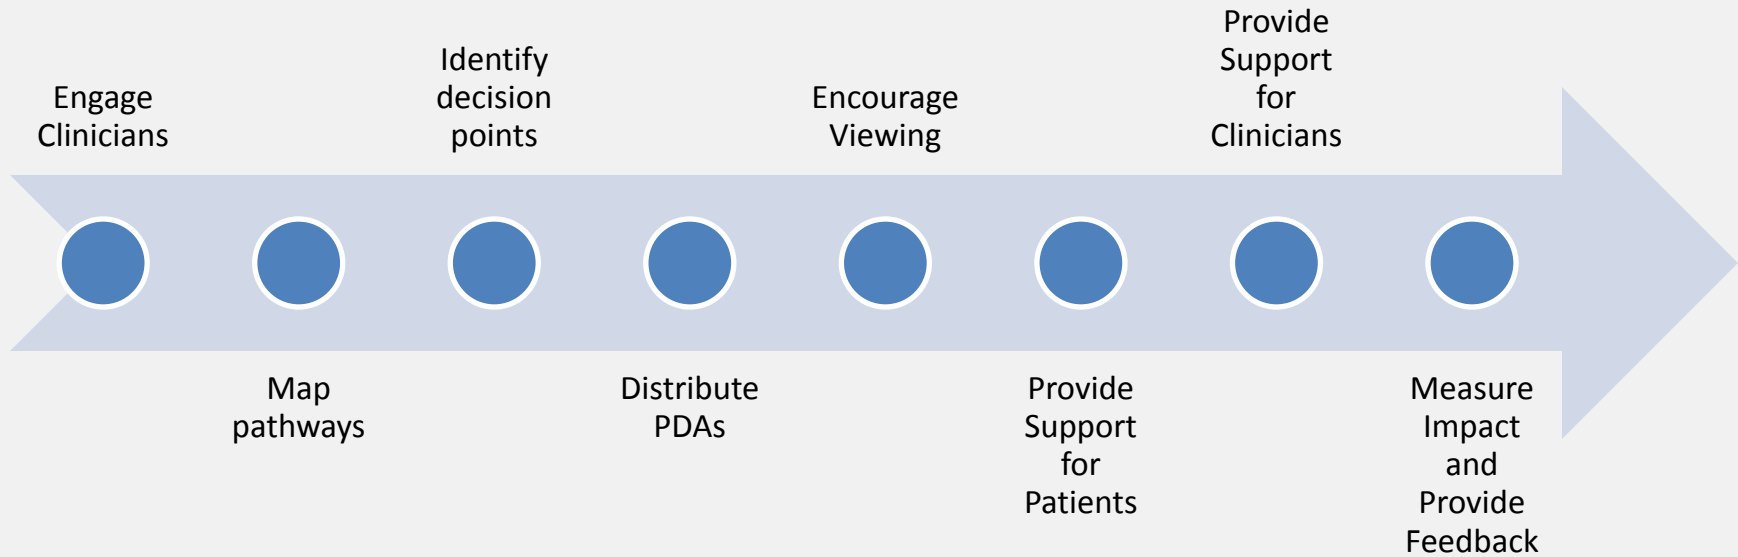 Engage
Clinicians
Map
pathways
Identify
decision
points
Distribute
PDAs
Encourage
Viewing
Provide
Support
for
Patients
Provide
Support
for
Clinicians
Measure
Impact
and
Provide
Feedback